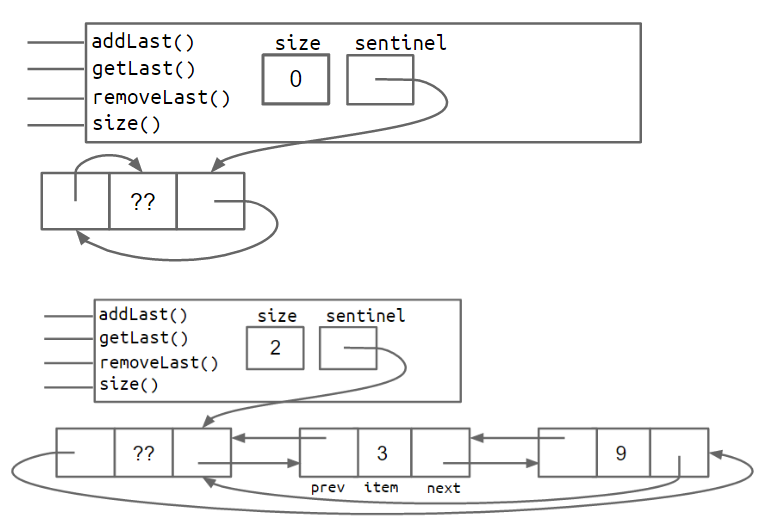 addLast()
size
sentinel
getLast()
0
removeLast()
size()
??
addLast()
size
sentinel
getLast()
2
removeLast()
size()
??
3
9
prev
item
next